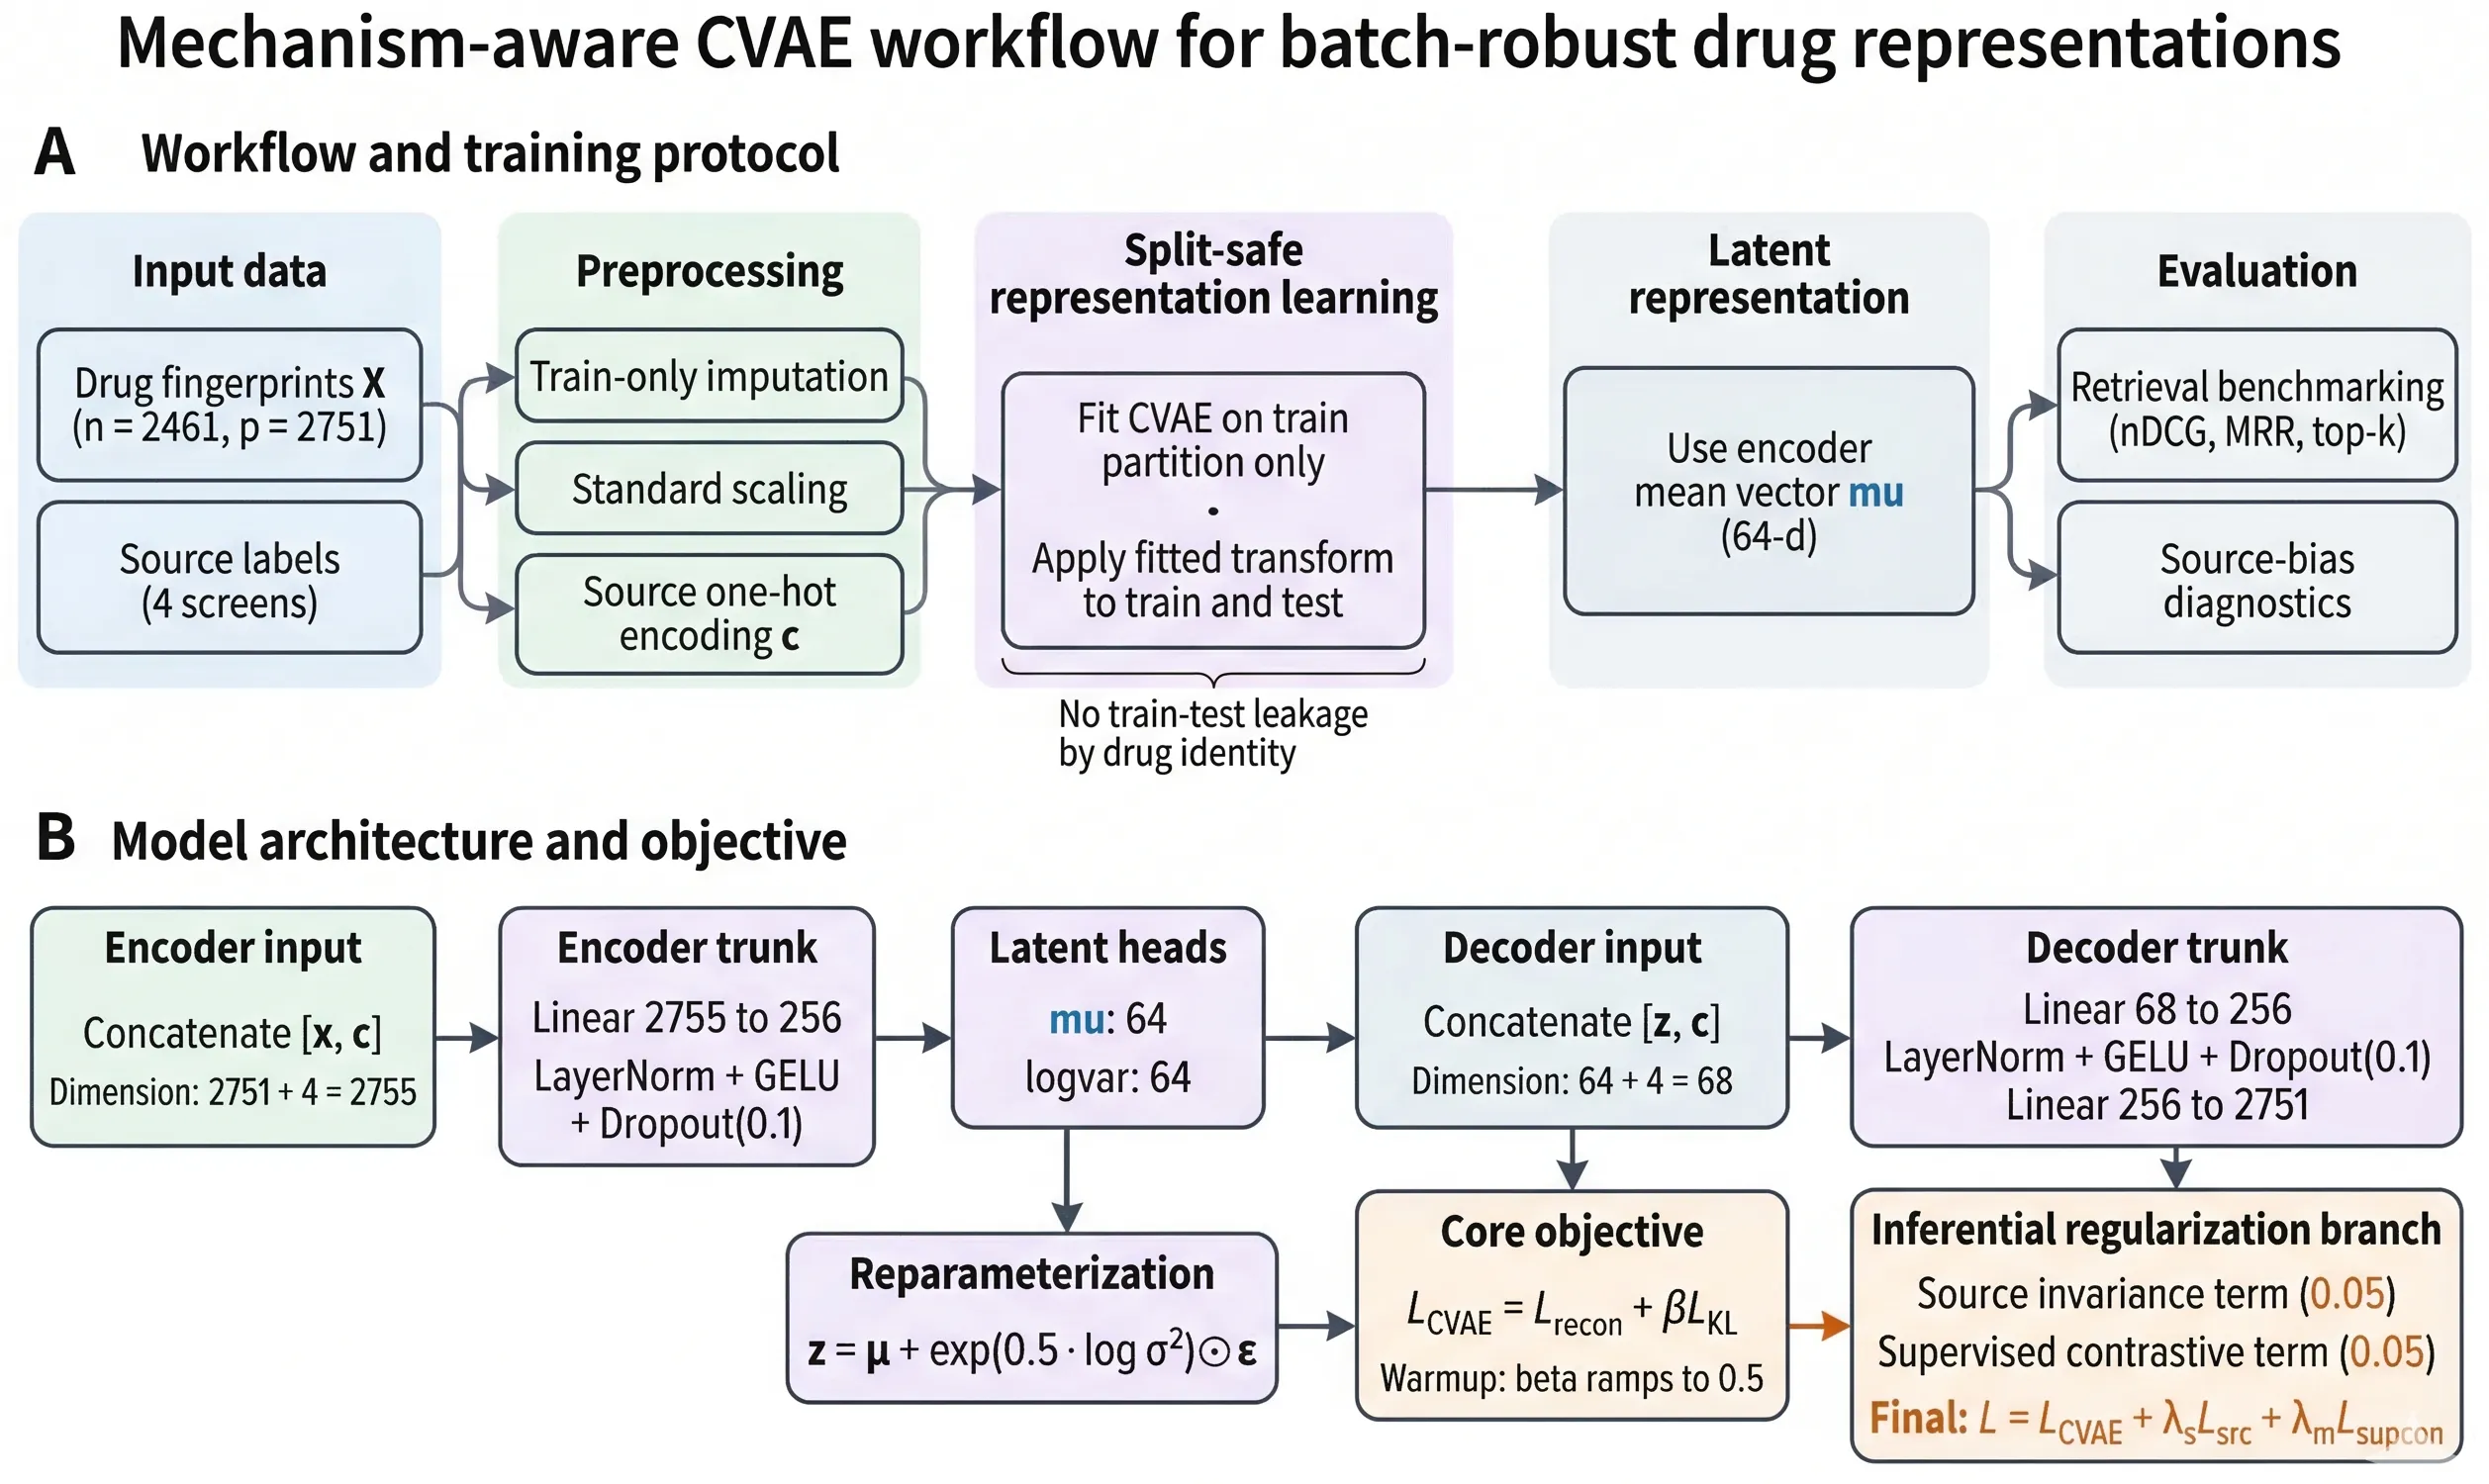 Mechanism-aware CVAE workflow for batch-robust drug representations
A Workflow and training protocol
Input data
Drug fingerprints X
(n = 2461, p = 2751)
Source labels
(4 screens)
Preprocessing
Train-only imputation
Standard scaling
Source one-hot
encoding c
Split-safe
representation learning
Fit CVAE on train
partition only
·
Apply fitted transform
to train and test
No train-test leakage
by drug identity
Latent
representation
Use encoder
mean vector mu
(64-d)
Evaluation
Retrieval benchmarking
(nDCG, MRR, top-k)
Source-bias
diagnostics
B Model architecture and objective
Encoder input
Concatenate [x, c]
Dimension: 2751 + 4 = 2755
Encoder trunk
Linear 2755 to 256
LayerNorm + GELU
+ Dropout(0.1)
Latent heads
mu: 64
logvar: 64
Decoder input
Concatenate [z, c]
Dimension: 64 + 4 = 68
Decoder trunk
Linear 68 to 256
LayerNorm + GELU + Dropout(0.1)
Linear 256 to 2751
Reparameterization
z = μ + exp(0.5 · log σ²)⊙ ε
Core objective
L_CVAE = L_recon + βL_KL
Warmup: beta ramps to 0.5
Inferential regularization branch
Source invariance term (0.05)
Supervised contrastive term (0.05)
Final: L = L_CVAE + λ_sL_src + λ_mL_supcon